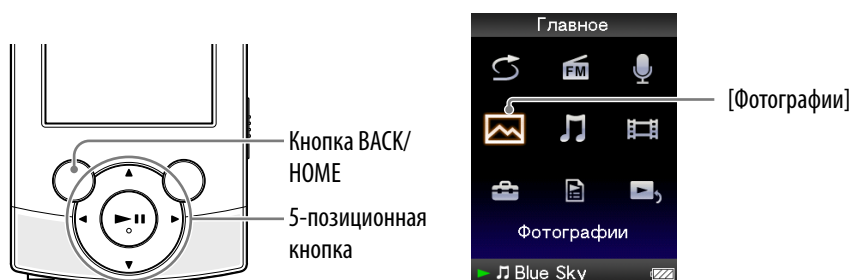 Кнопка BACK/
HOME
5-позиционная
кнопка
Главное
FM
[Фотографии]
Фотографии
Blue Sky